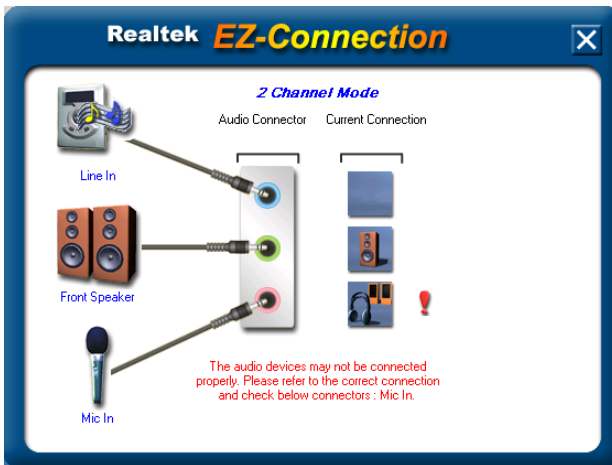 Realtek EZ-Connection
2 Channel Mode
Audio Connector Current Connection
Line In
Front Speaker
Mic In
The audio devices may not be connected
properly. Please refer to the correct connection
and check below connectors : Mic In.